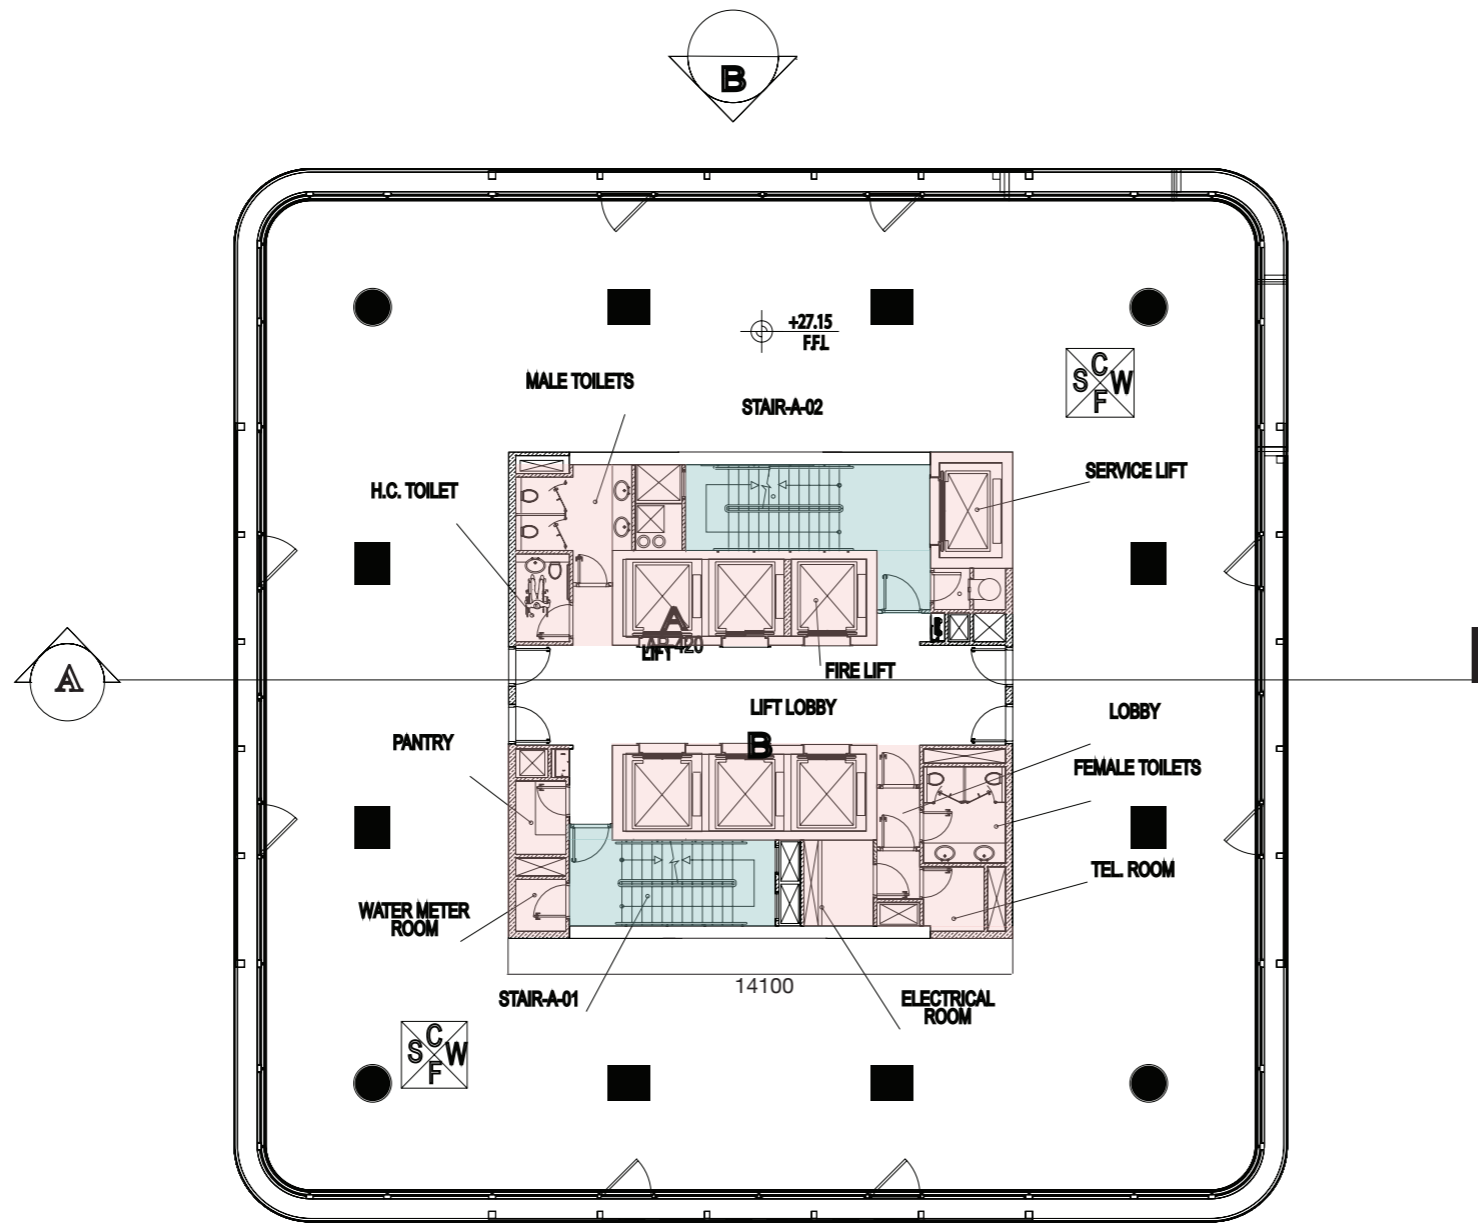 B
+27.15
F.F.L
MALE TOILETS
STAIR-A-02
C
S W
F
H.C. TOILET
SERVICE LIFT
A
LIFT
FIRE LIFT
A
LIFT LOBBY
LOBBY
PANTRY
B
FEMALE TOILETS
TEL. ROOM
WATER METER
ROOM
14100
STAIR-A-01
ELECTRICAL
ROOM
C
S W
F